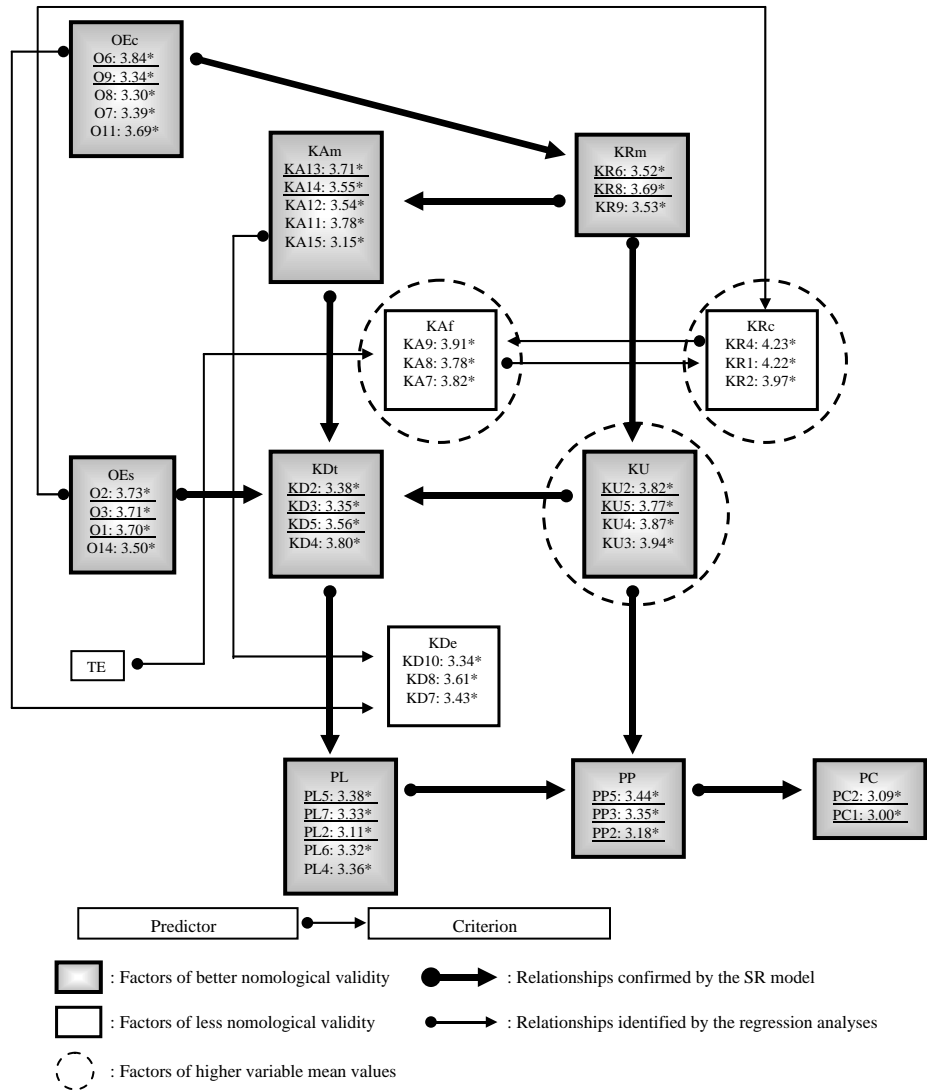 OEc
O6: 3.84*
O9: 3.34*
O8: 3.30*
O7: 3.39*
O11: 3.69*
KAm
KA13: 3.71*
KA14: 3.55*
KA12: 3.54*
KA11: 3.78*
KA15: 3.15*
KRm
KR6: 3.52*
KR8: 3.69*
KR9: 3.53*
KAf
KA9: 3.91*
KA8: 3.78*
KA7: 3.82*
KRc
KR4: 4.23*
KR1: 4.22*
KR2: 3.97*
OEs
O2: 3.73*
O3: 3.71*
O1: 3.70*
O14: 3.50*
KDt
KD2: 3.38*
KD3: 3.35*
KD5: 3.56*
KD4: 3.80*
KU
KU2: 3.82*
KU5: 3.77*
KU4: 3.87*
KU3: 3.94*
TE
KDe
KD10: 3.34*
KD8: 3.61*
KD7: 3.43*
PL
PL5: 3.38*
PL7: 3.33*
PL2: 3.11*
PL6: 3.32*
PL4: 3.36*
PP
PP5: 3.44*
PP3: 3.35*
PP2: 3.18*
PC
PC2: 3.09*
PC1: 3.00*
Predictor
Criterion
: Factors of better nomological validity
: Relationships confirmed by the SR model
: Factors of less nomological validity
: Relationships identified by the regression analyses
: Factors of higher variable mean values